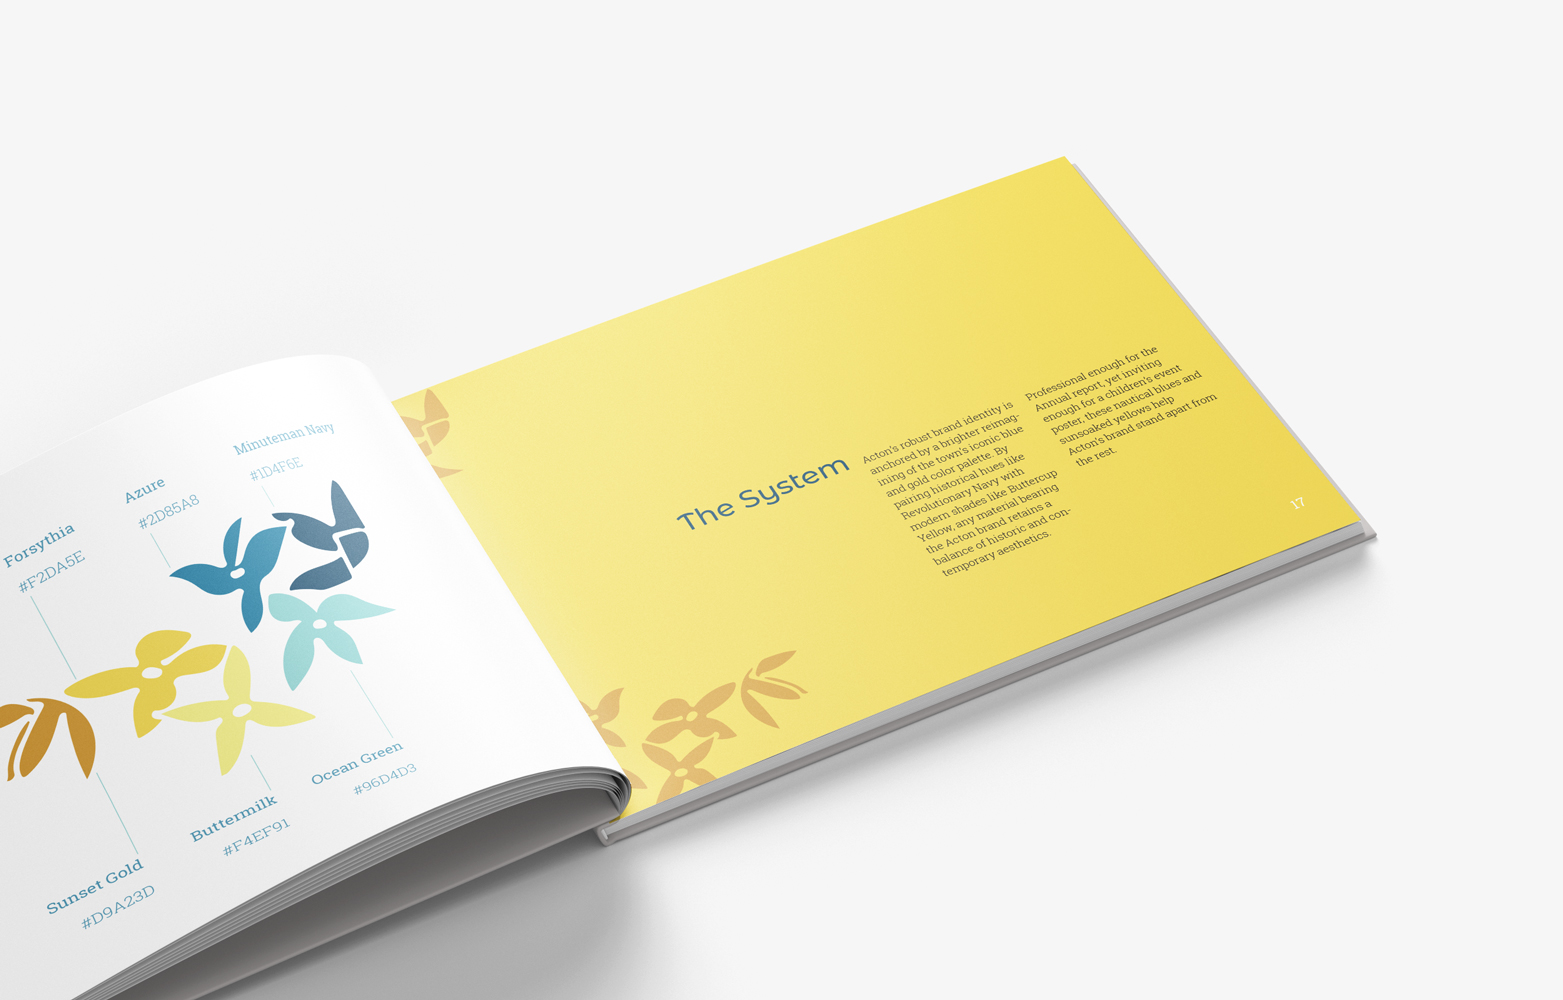 Minuteman Navy
#1D4F6E
Azure
#2D85A8
Forsythia
#F2DA5E
Ocean Green
#96D4D3
Buttermilk
#F4EF91
Sunset Gold
#D9A23D
The System
Acton's robust brand identity is
anchored by a brighter reimag-
ining of the town's iconic blue
and gold color palette. By
pairing historical hues like
Revolutionary Navy with
modern shades like Buttercup
Yellow, any material bearing
the Acton brand retains a
balance of historic and con-
temporary aesthetics.
Professional enough for the
Annual report, yet inviting
enough for a children's event
poster, these nautical blues and
sunsoaked yellows help
Acton's brand stand apart from
the rest.
17